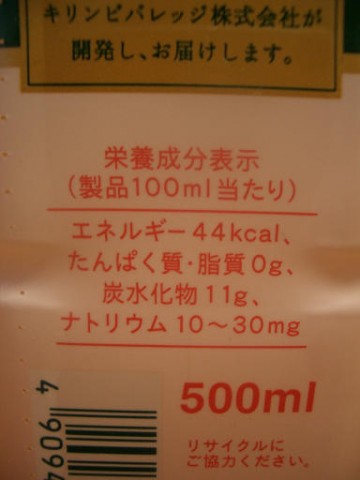 キリンビバレッジ株式会社が
開発し、お届けします。
栄養成分表示
(製品100ml当たり)
エネルギー44kcal、
たんぱく質・脂質0g、
炭水化物11g、
ナトリウム10〜30mg
500ml
リサイクルに
ご協力ください。
49094